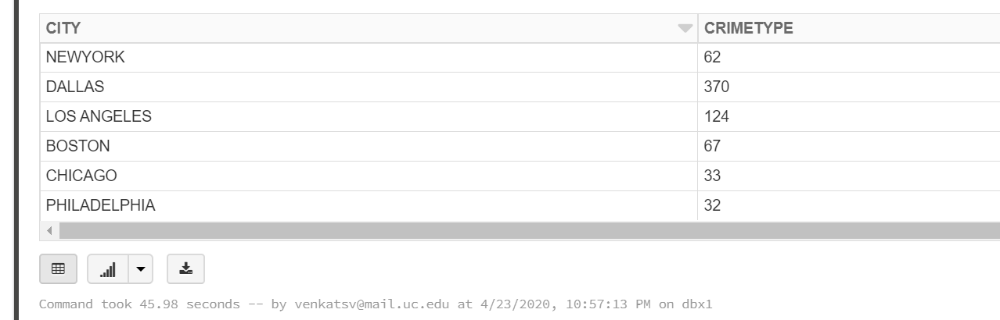 CITY CRIMETYPE
NEWYORK 62
DALLAS 370
LOS ANGELES 124
BOSTON 67
CHICAGO 33
PHILADELPHIA 32
Command took 45.98 seconds -- by venkatsv@mail.uc.edu at 4/23/2020, 10:57:13 PM on dbx1